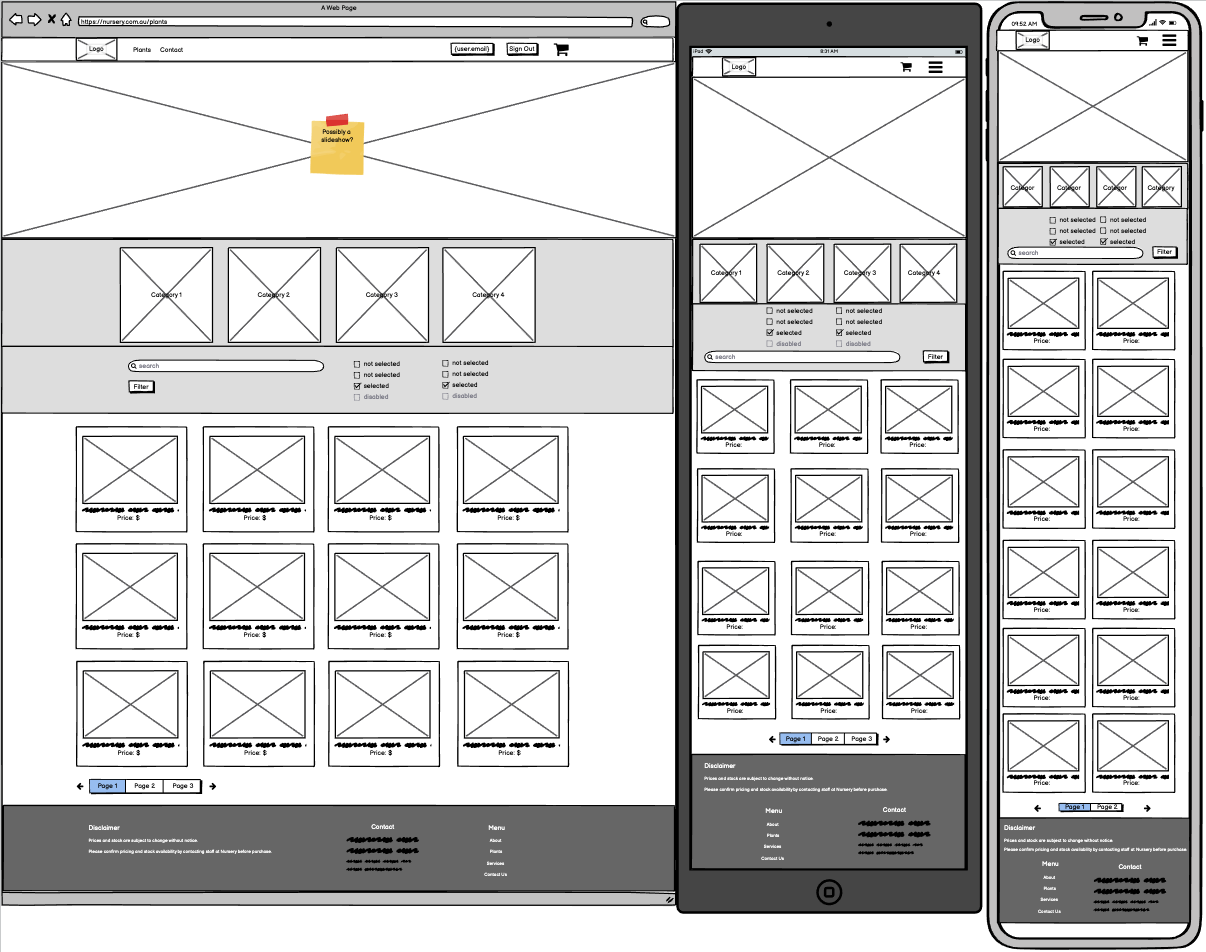 A Web Page
https://nursery.com.au/plants
Logo Plants Contact {user.email} Sign Out
Possibly a
slideshow?
Category 1 Category 2 Category 3 Category 4
search
Filter
not selected not selected
not selected not selected
selected selected
disabled disabled
Price: $ Price: $ Price: $ Price: $
Price: $ Price: $ Price: $ Price: $
Price: $ Price: $ Price: $ Price: $
Page 1 Page 2 Page 3
Disclaimer
Prices and stock are subject to change without notice.
Please confirm pricing and stock availability by contacting staff at Nursery before purchase.
Contact
Menu
About
Plants
Services
Contact Us
iPad 8:31 AM
Logo
Category 1 Category 2 Category 3 Category 4
not selected not selected
not selected not selected
selected selected
disabled disabled
search Filter
Price: Price: Price:
Price: Price: Price:
Price: Price: Price:
Price: Price: Price:
Page 1 Page 2 Page 3
Disclaimer
Prices and stock are subject to change without notice.
Please confirm pricing and stock availability by contacting staff at Nursery before purchase.
Menu
About
Plants
Services
Contact Us
Contact
09:52 AM
Logo
Categor Categor Categor Category
not selected not selected
not selected not selected
selected selected
search Filter
Price: Price:
Price: Price:
Price: Price:
Price: Price:
Price: Price:
Price: Price:
Page 1 Page 2
Disclaimer
Prices and stock are subject to change without notice.
Please confirm pricing and stock availability by contacting staff at Nursery before purchase.
Menu
About
Plants
Services
Contact Us
Contact